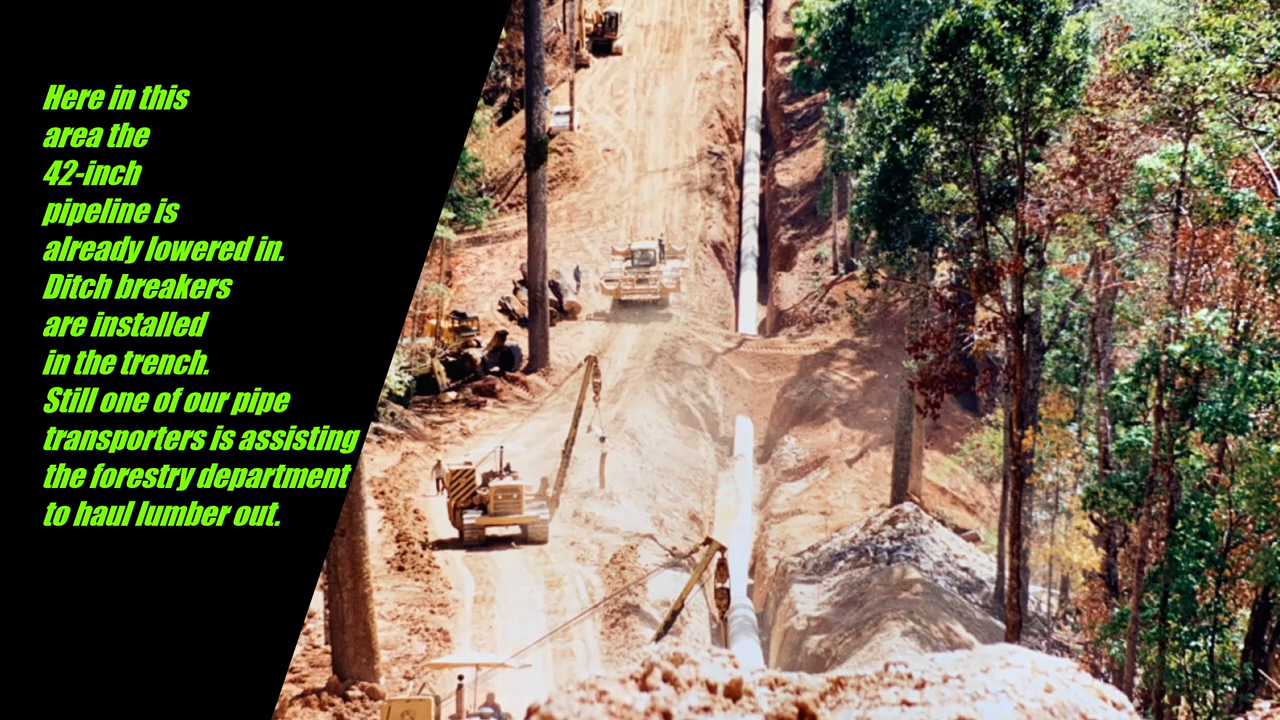 Here in this
area the
42-inch
pipeline is
already lowered in.
Ditch breakers
are installed
in the trench.
Still one of our pipe
transporters is assisting
the forestry department
to haul lumber out.